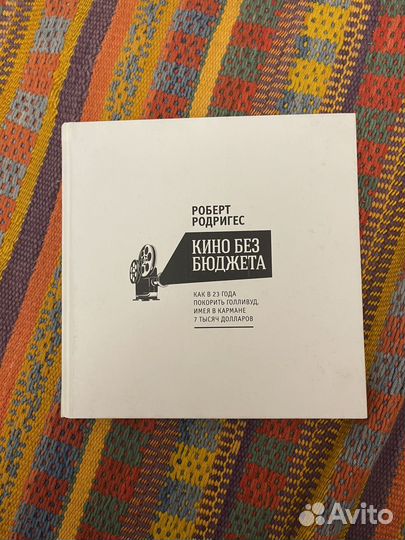 РОБЕРТ
РОДРИГЕС
КИНО БЕЗ
БЮДЖЕТА
КАК В 23 ГОДА
ПОКОРИТЬ ГОЛЛИВУД,
ИМЕЯ В КАРМАНЕ
7 ТЫСЯЧ ДОЛЛАРОВ
Avito